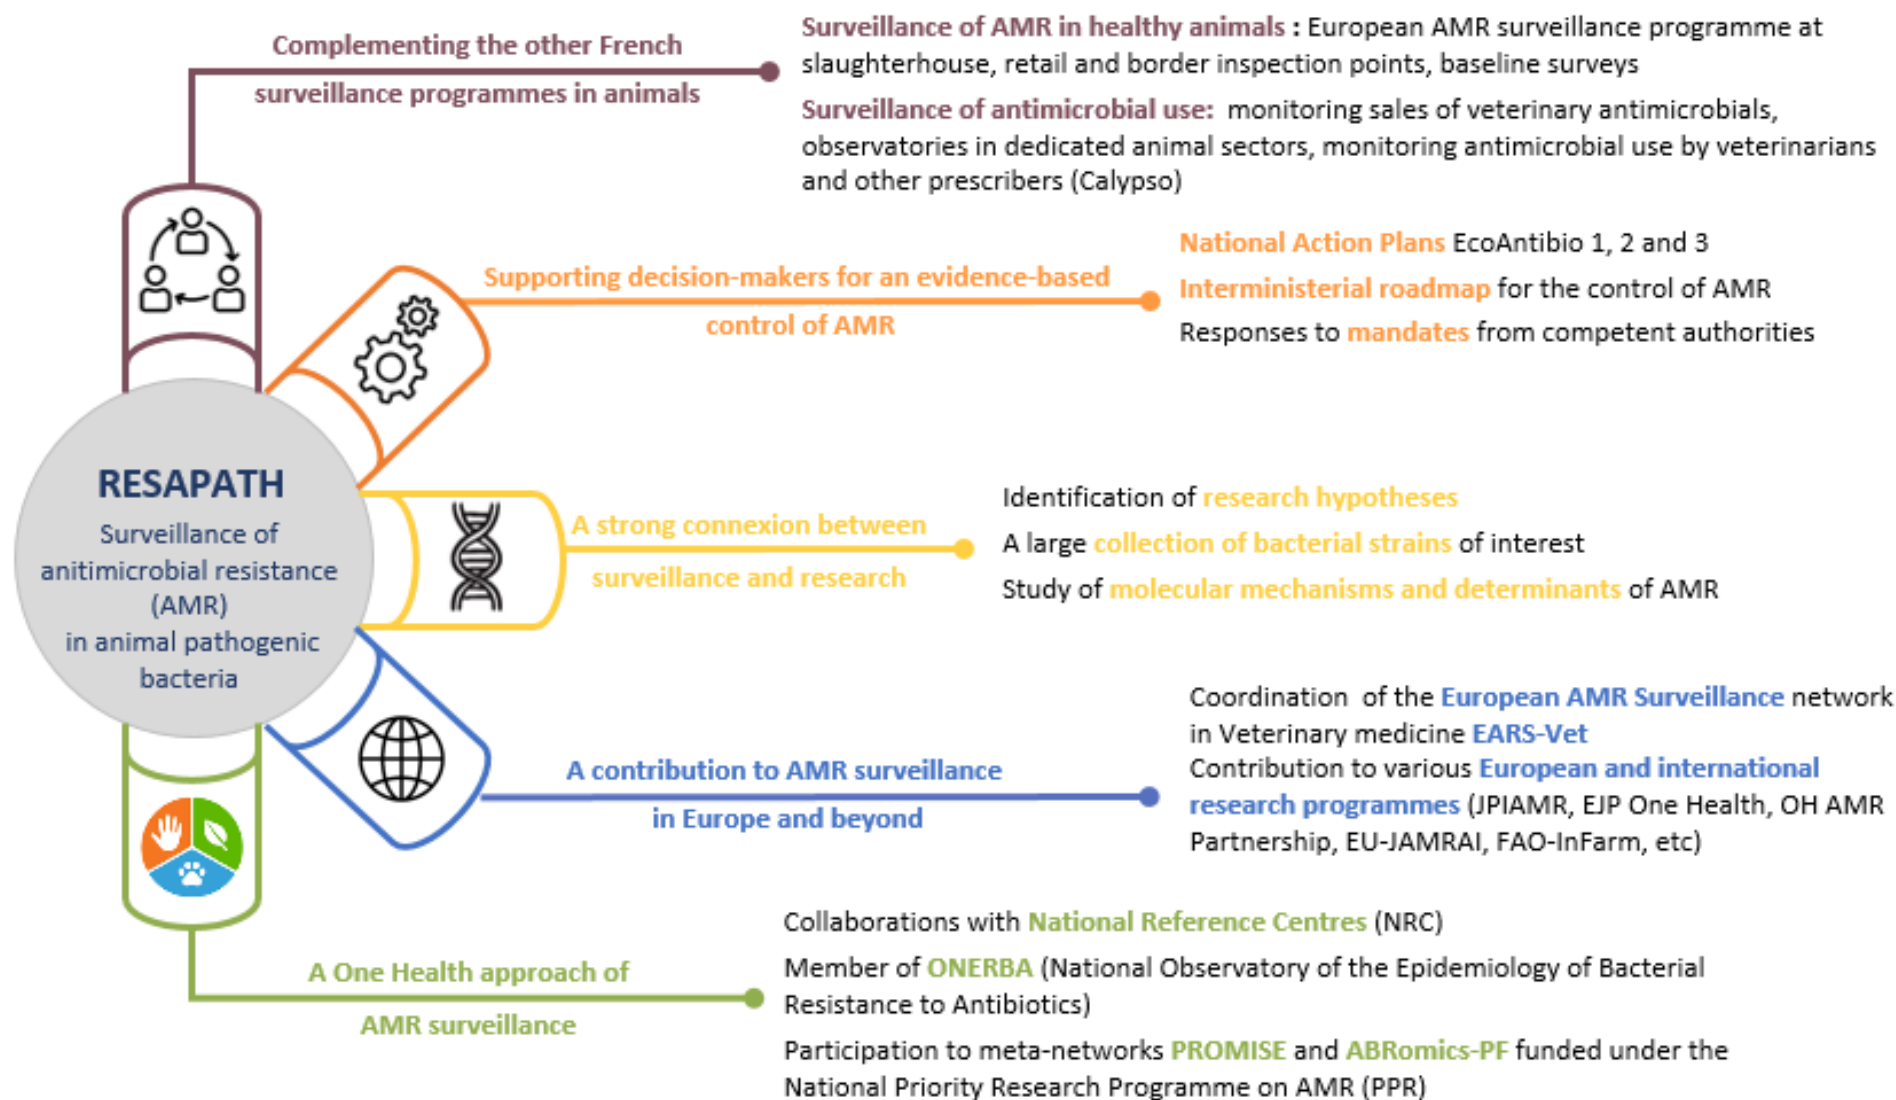 Complementing the other French
surveillance programmes in animals
Surveillance of AMR in healthy animals : European AMR surveillance programme at
slaughterhouse, retail and border inspection points, baseline surveys
Surveillance of antimicrobial use: monitoring sales of veterinary antimicrobials,
observatories in dedicated animal sectors, monitoring antimicrobial use by veterinarians
and other prescribers (Calypso)
Supporting decision-makers for an evidence-based
control of AMR
National Action Plans EcoAntibio 1, 2 and 3
Interministerial roadmap for the control of AMR
Responses to mandates from competent authorities
RESAPATH
Surveillance of
anitimicrobial resistance
(AMR)
in animal pathogenic
bacteria
A strong connexion between
surveillance and research
Identification of research hypotheses
A large collection of bacterial strains of interest
Study of molecular mechanisms and determinants of AMR
A contribution to AMR surveillance
in Europe and beyond
Coordination of the European AMR Surveillance network
in Veterinary medicine EARS-Vet
Contribution to various European and international
research programmes (JPIAMR, EJP One Health, OH AMR
Partnership, EU-JAMRAI, FAO-InFarm, etc)
A One Health approach of
AMR surveillance
Collaborations with National Reference Centres (NRC)
Member of ONERBA (National Observatory of the Epidemiology of Bacterial
Resistance to Antibiotics)
Participation to meta-networks PROMISE and ABRomics-PF funded under the
National Priority Research Programme on AMR (PPR)